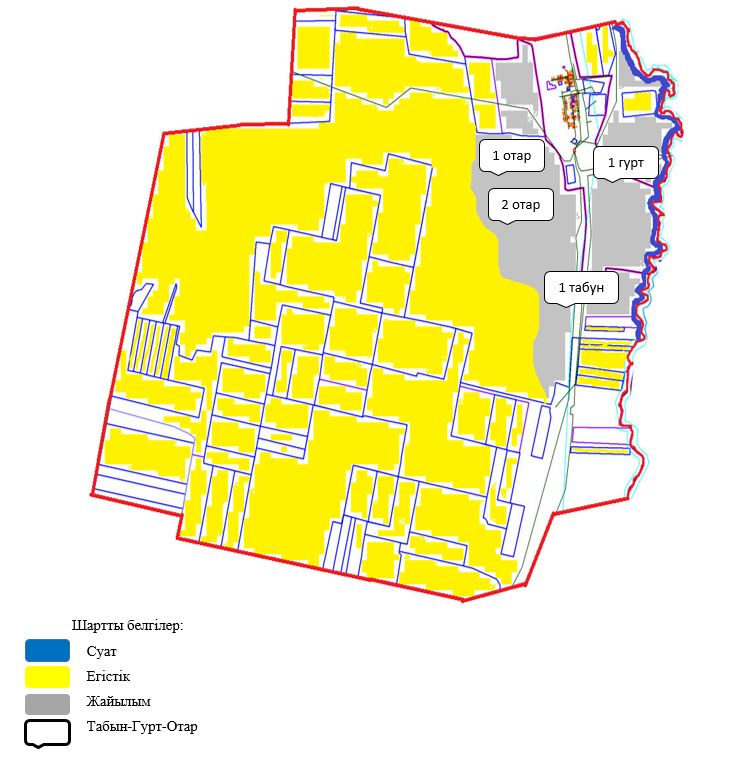 1 отар
1 гурт
2 отар
1 табун
Шартты белгілер:
Суат
Егістік
Жайылым
Табын-Гурт-Отар